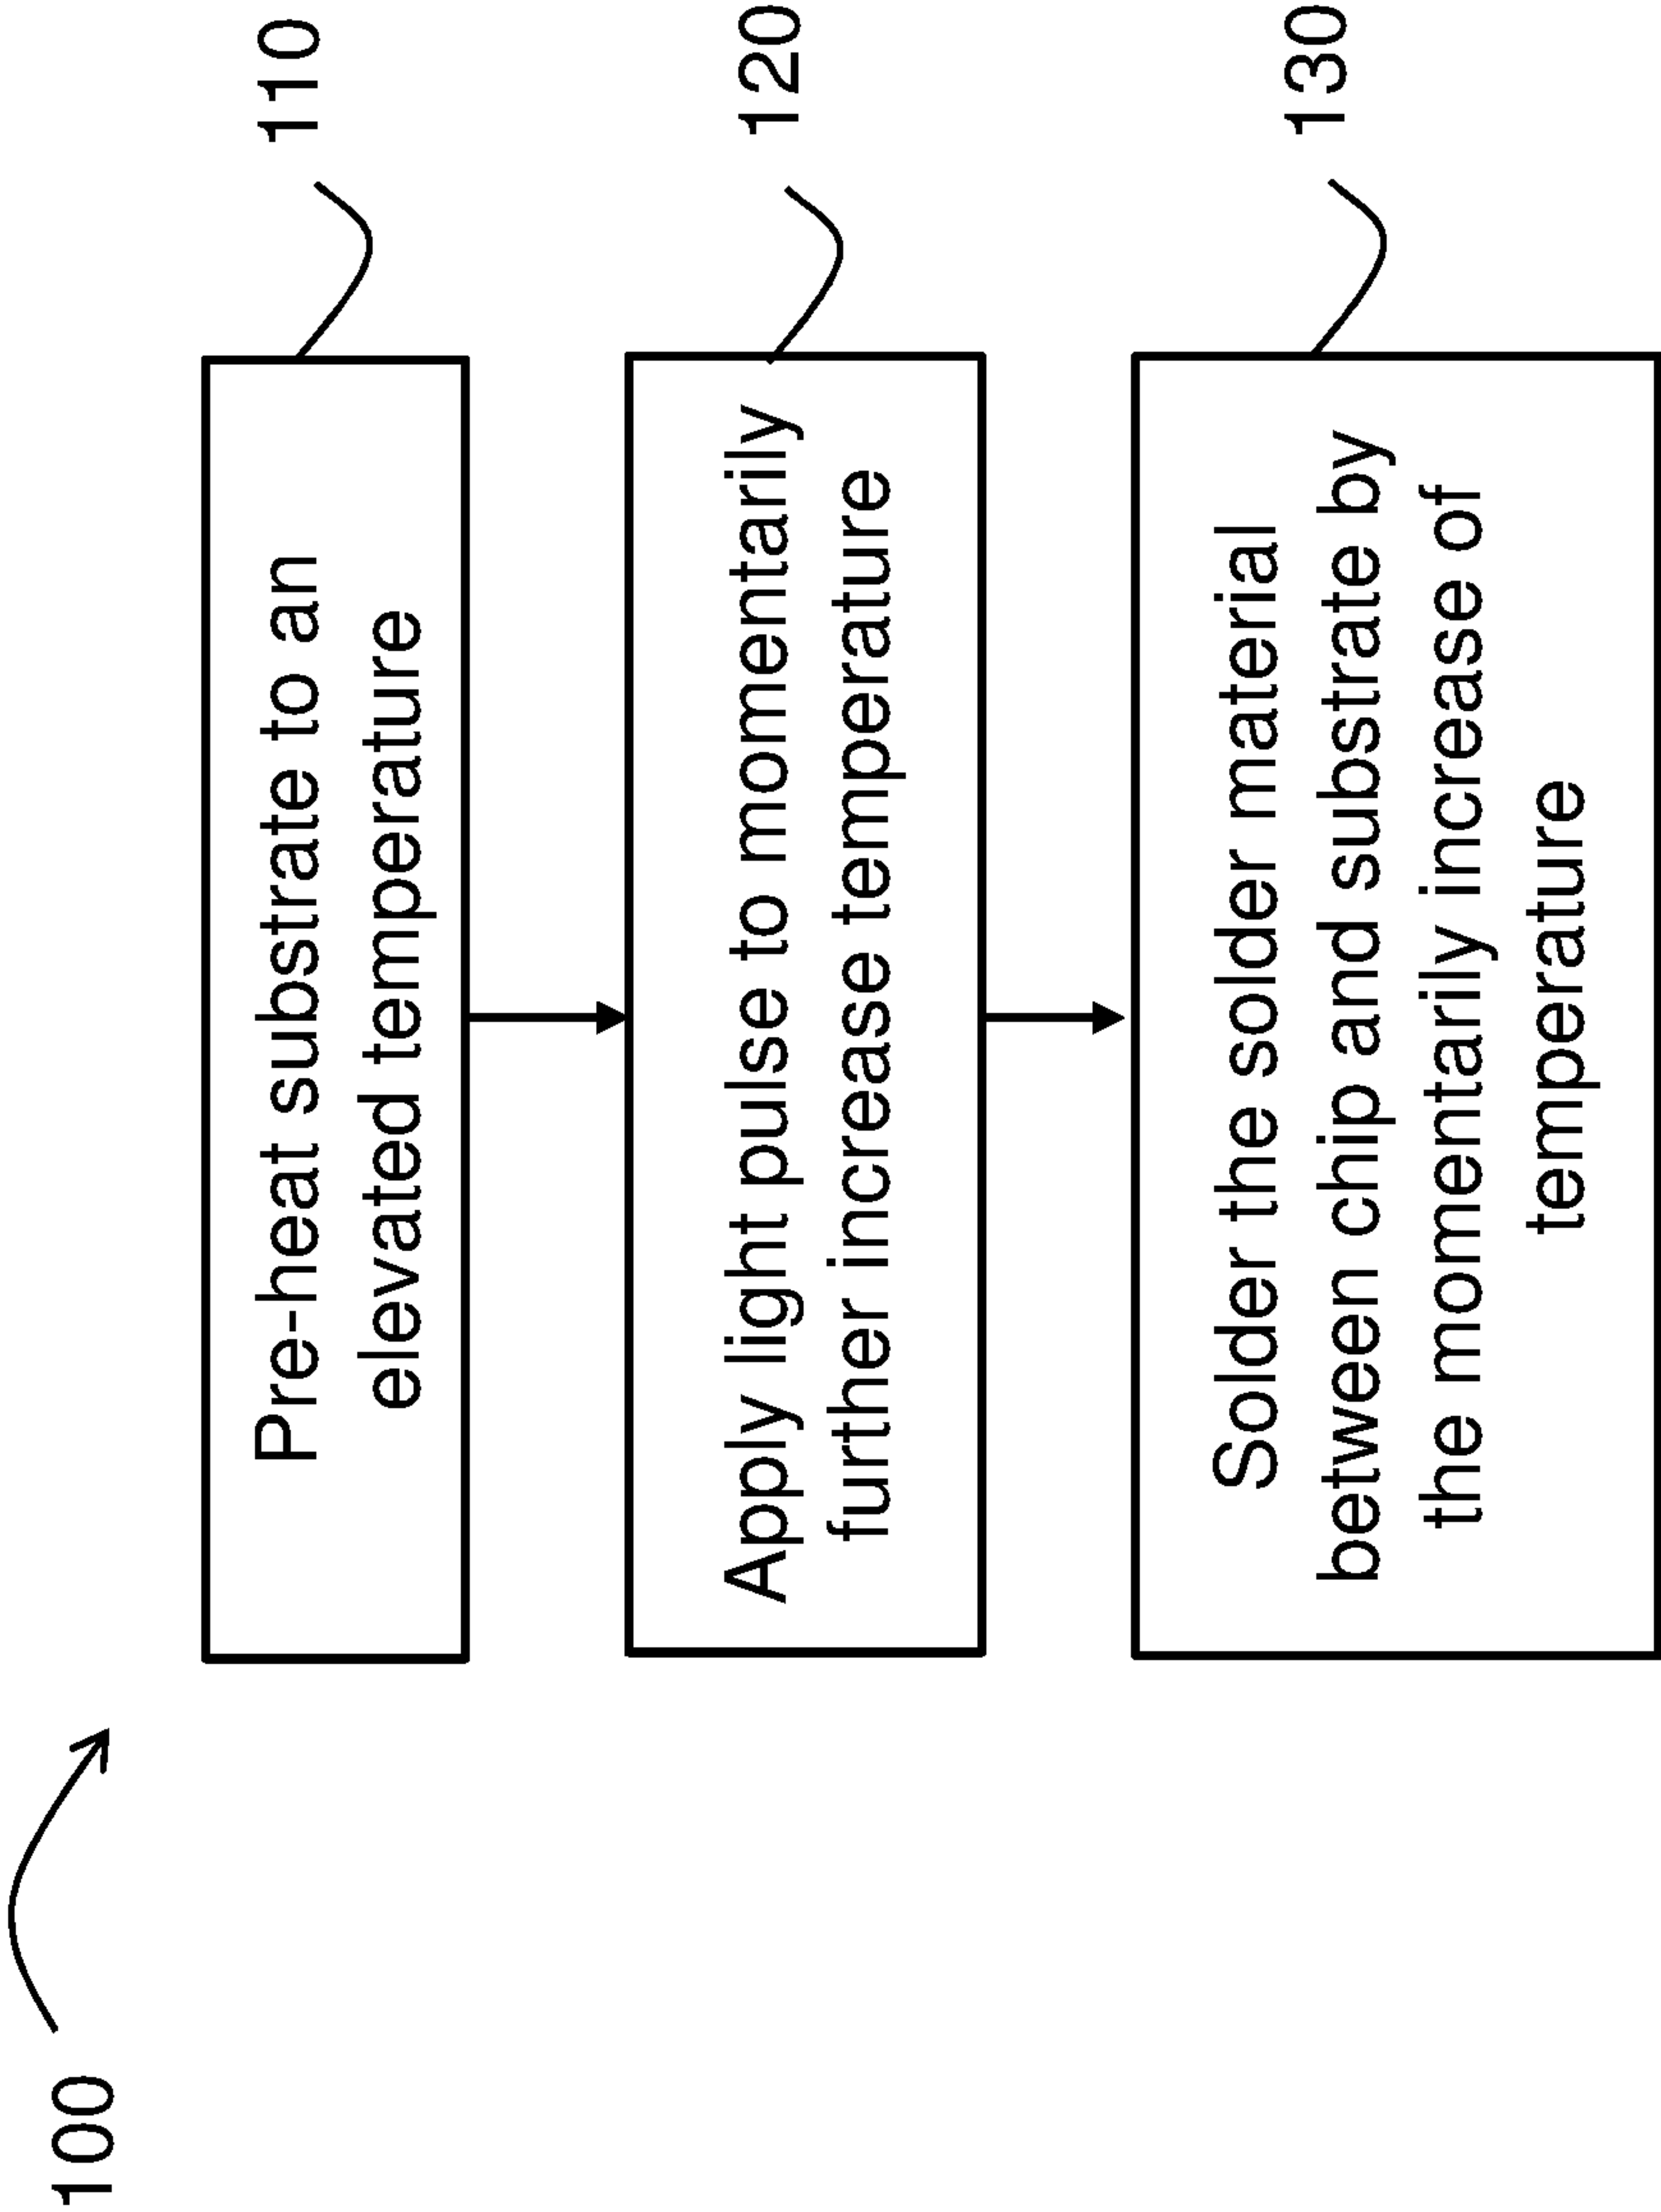 100
Pre-heat substrate to an
elevated temperature
110
Apply light pulse to momentarily
further increase temperature
120
Solder the solder material
between chip and substrate by
the momentarily increase of
temperature
130